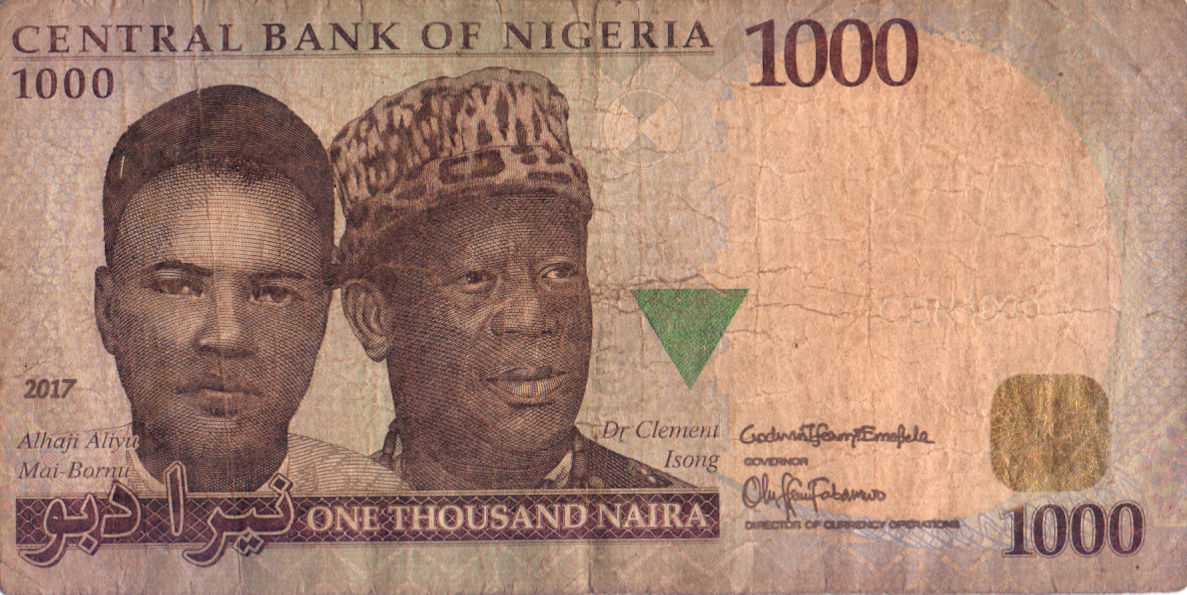 CENTRAL BANK OF NIGERIA
1000
1000
2017
Alhaji Aliyu
Mai-Bornu
Dr Clement
Isong
Godwin Ifeanyi Emefiele
GOVERNOR
DIRECTOR OF CURRENCY OPERATIONS
نيرا دبو
ONE THOUSAND NAIRA
CBN 1000
1000